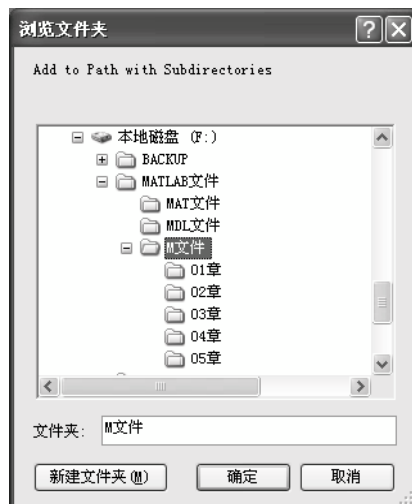 浏览文件夹
Add to Path with Subdirectories
本地磁盘 (F:)
BACKUP
MATLAB文件
MAT文件
MDL文件
M文件
01章
02章
03章
04章
05章
文件夹: M文件
新建文件夹(M) 确定 取消